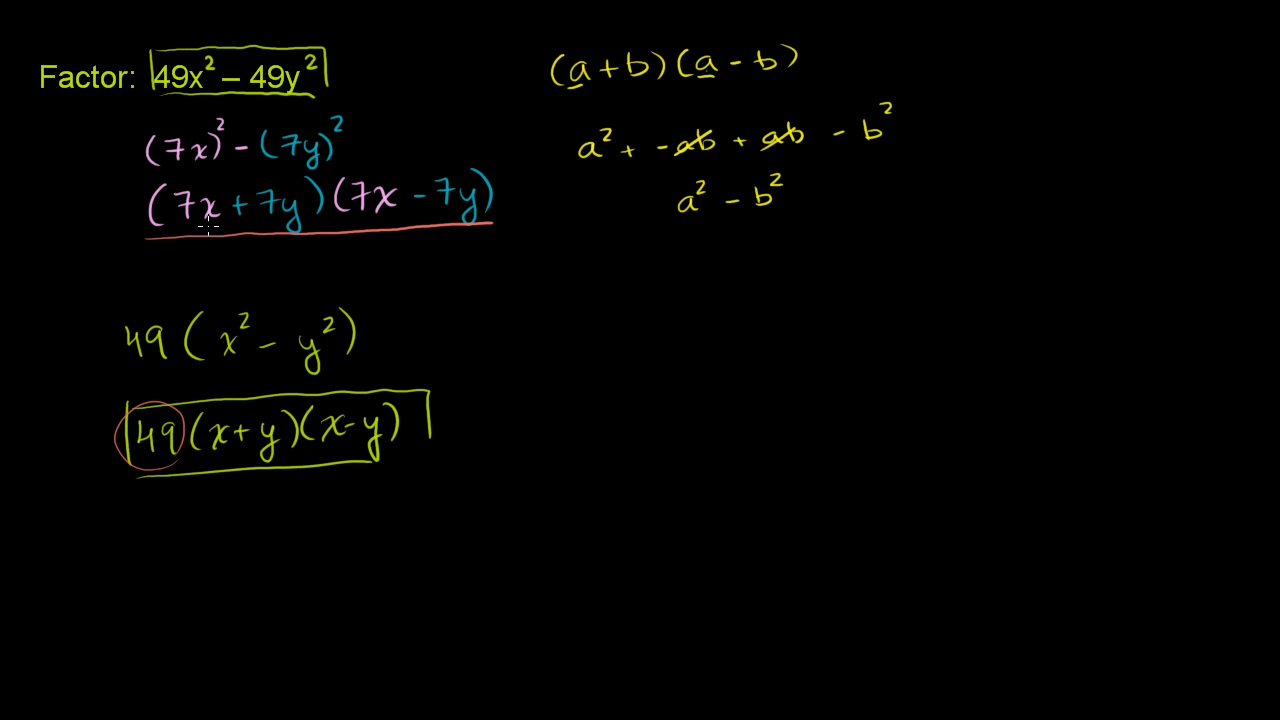 Factor: 49x² – 49y²
(7x)² - (7y)²
(7x + 7y)(7x - 7y)
49(x² - y²)
49(x+y)(x-y)
(a+b)(a-b)
a² + -ab + ab - b²
a² - b²